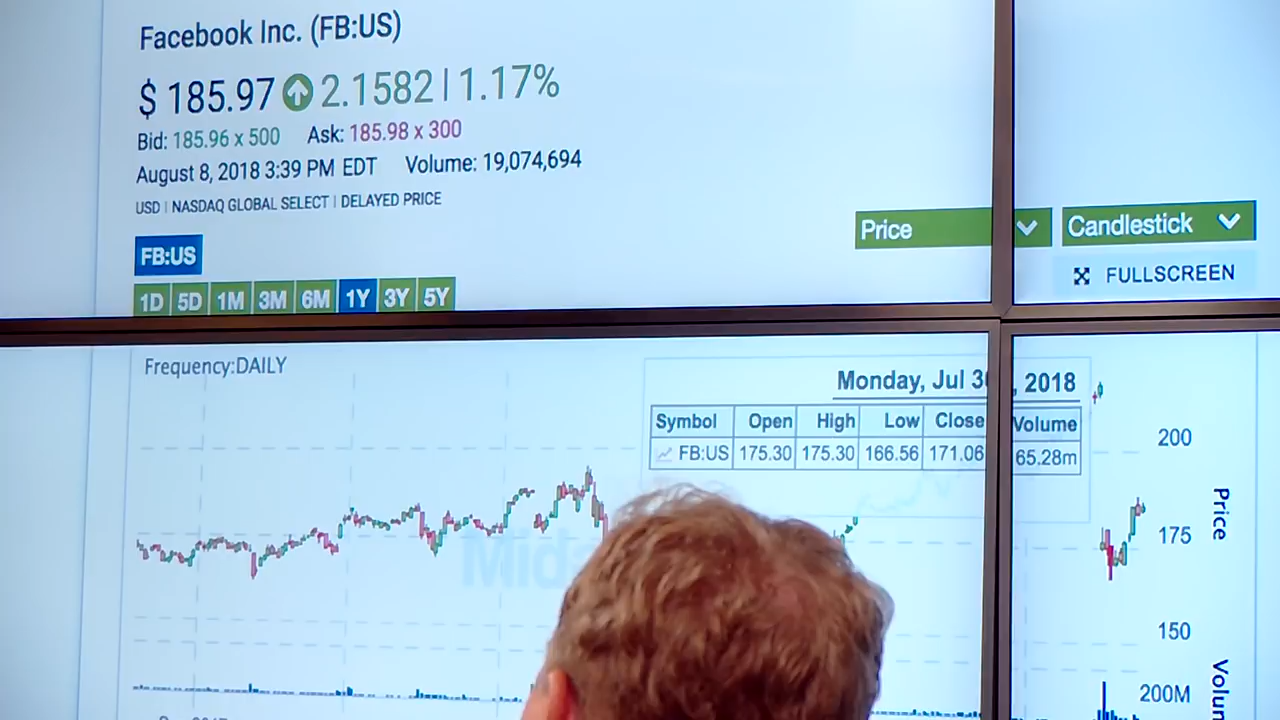 Facebook Inc. (FB:US)
$ 185.97 2.1582 | 1.17%
Bid: 185.96 x 500 Ask: 185.98 x 300
August 8, 2018 3:39 PM EDT Volume: 19,074,694
USD | NASDAQ GLOBAL SELECT | DELAYED PRICE
Price Candlestick
FB:US
FULLSCREEN
1D 5D 1M 3M 6M 1Y 3Y 5Y
Frequency:DAILY
Monday, Jul 30, 2018
Symbol Open High Low Close Volume
FB:US 175.30 175.30 166.56 171.06 65.28m
200
175
150
Price
200M